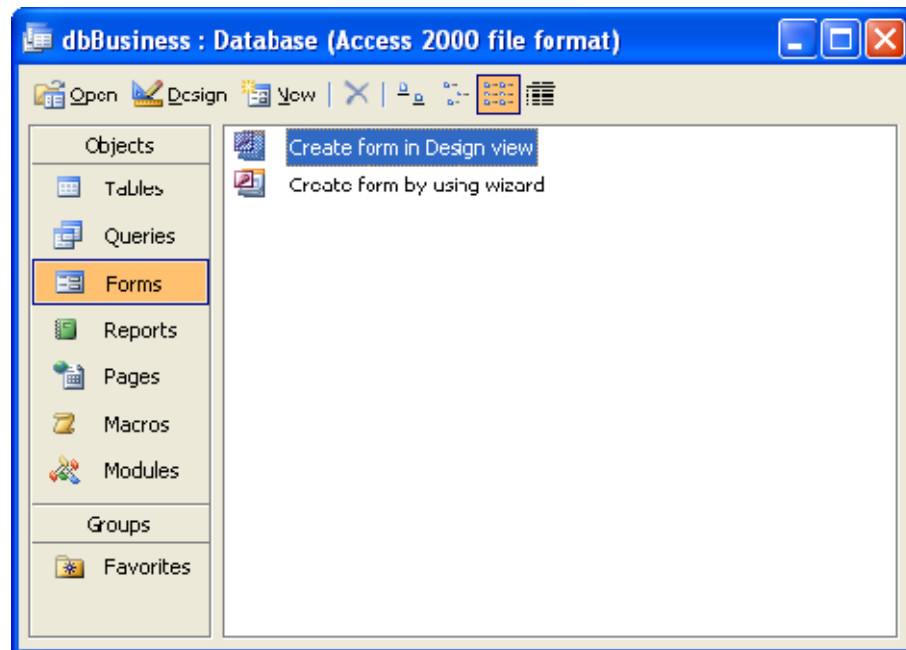 dbBusiness : Database (Access 2000 file format)
Open Design New
Objects
Tables
Queries
Forms
Reports
Pages
Macros
Modules
Groups
Favorites
Create form in Design view
Create form by using wizard